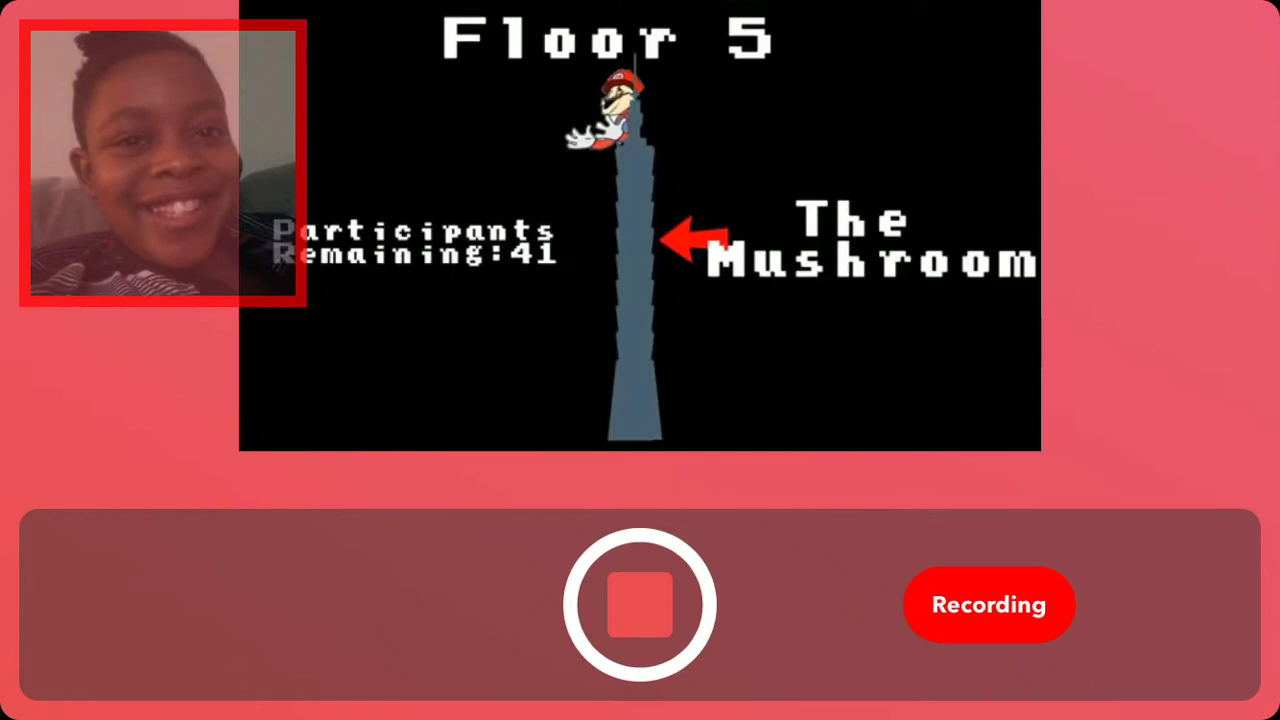 Floor 5
Participants
Remaining:41
The
Mushroom
Recording